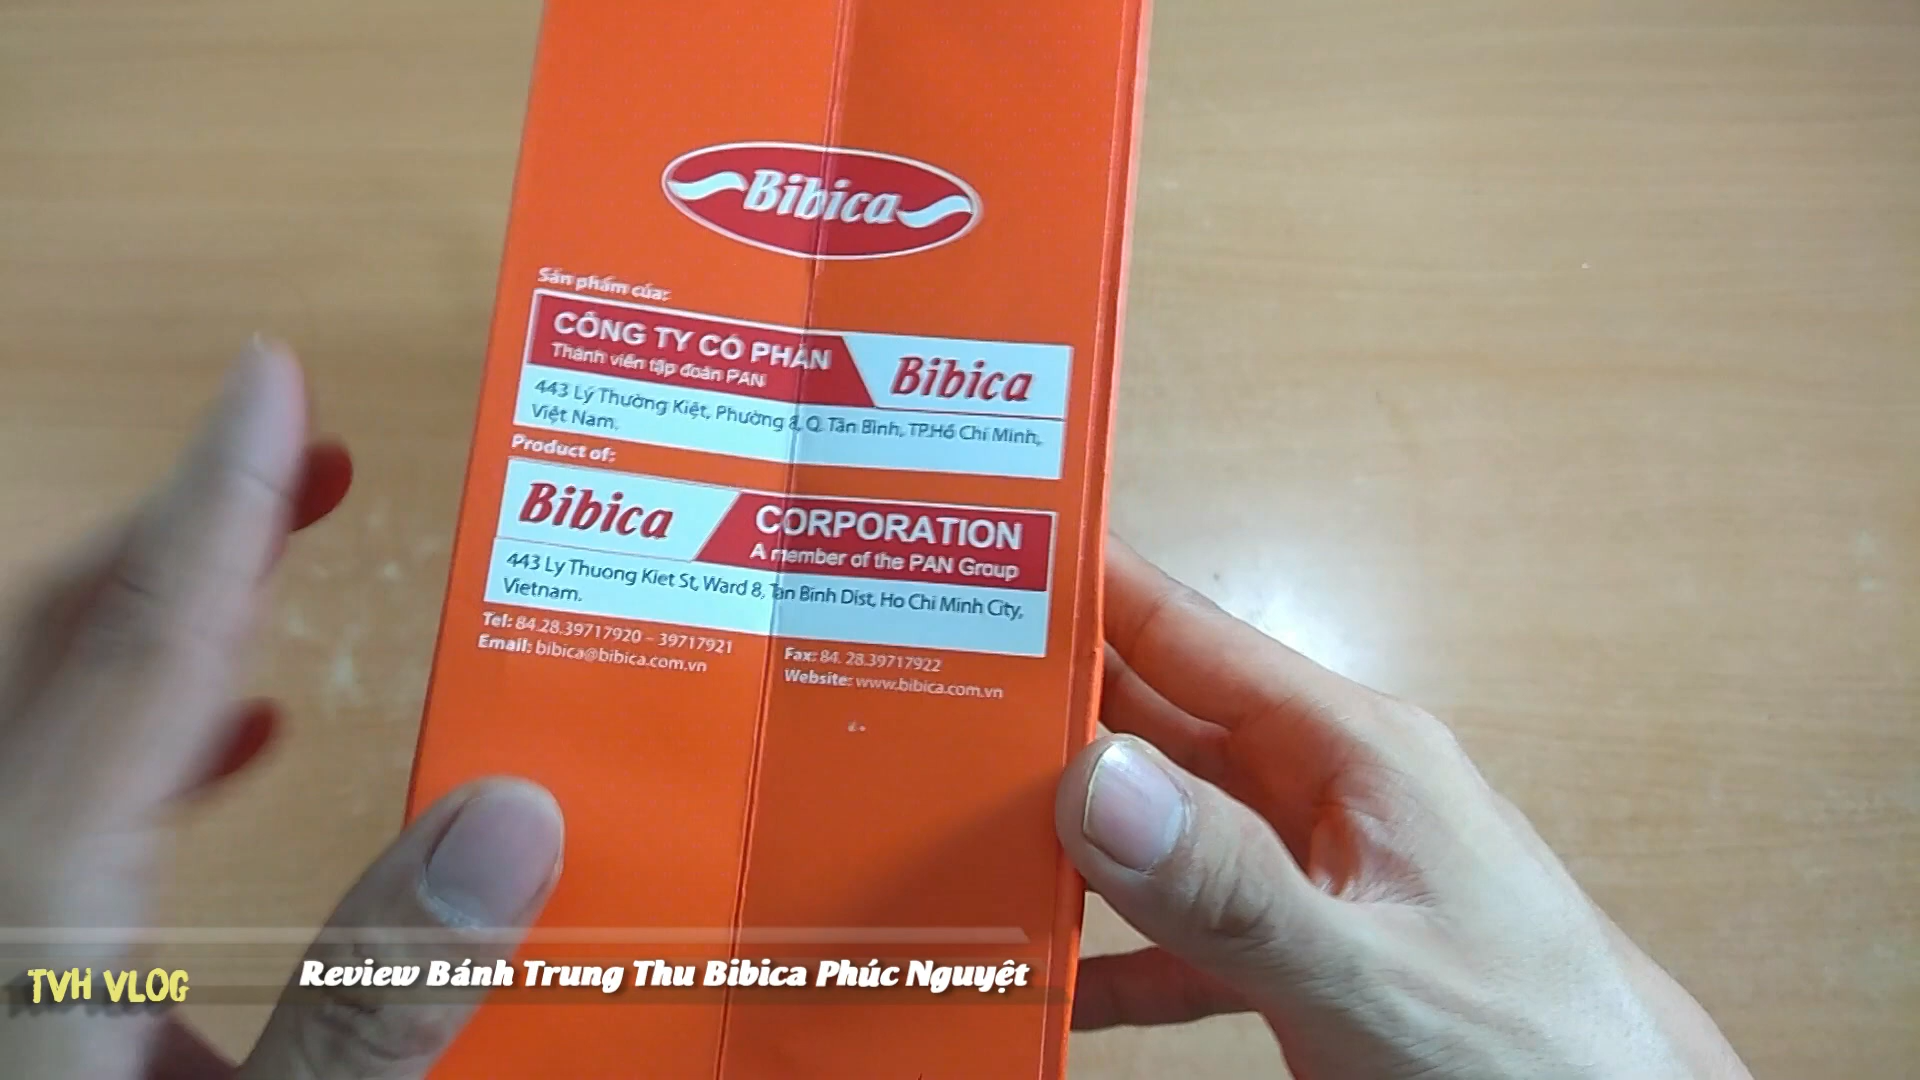 Bibica
Sản phẩm của:
CÔNG TY CỔ PHẦN
Thành viên tập đoàn PAN
Bibica
443 Lý Thường Kiệt, Phường 8, Q. Tân Bình, TP.Hồ Chí Minh,
Việt Nam.
Product of:
Bibica
CORPORATION
A member of the PAN Group
443 Ly Thuong Kiet St, Ward 8, Tan Binh Dist, Ho Chi Minh City,
Vietnam.
Tel: 84.28.39717920 - 39717921
Email: bibica@bibica.com.vn
Fax: 84. 28.39717922
Website: www.bibica.com.vn
TVH VLOG
Review Bánh Trung Thu Bibica Phúc Nguyệt